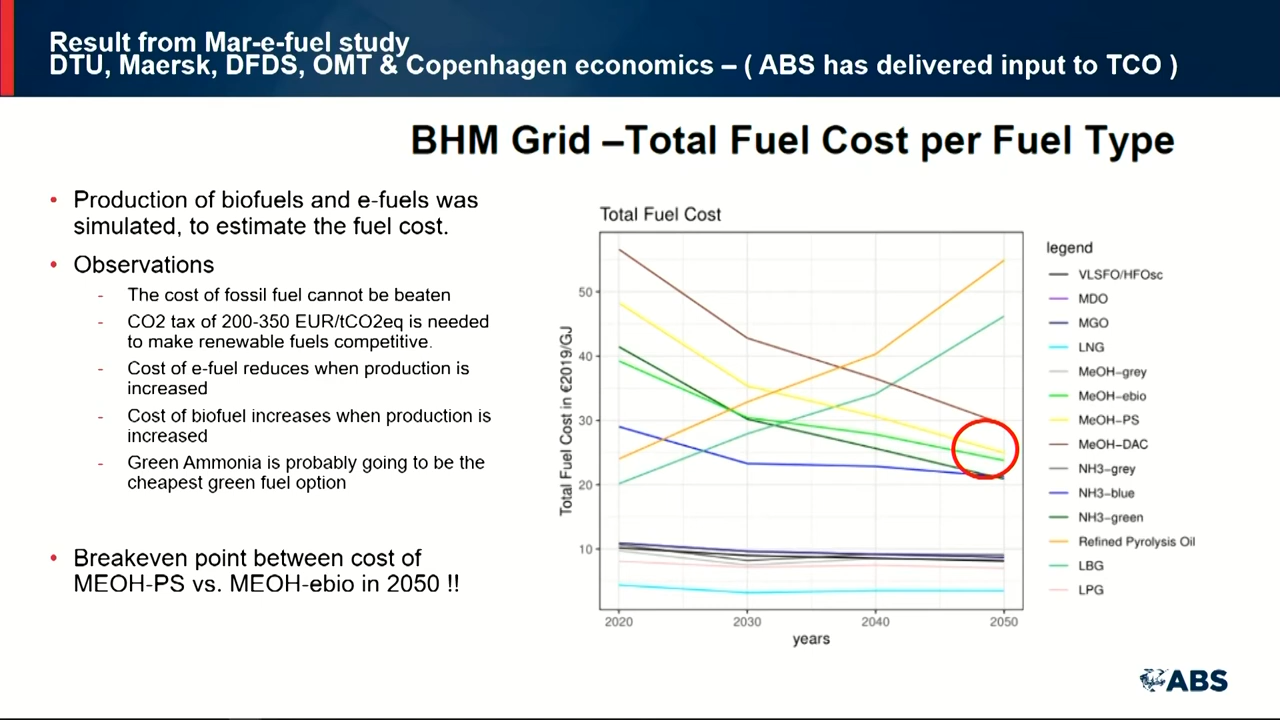 Result from Mar-e-fuel study
DTU, Maersk, DFDS, OMT & Copenhagen economics – ( ABS has delivered input to TCO )
BHM Grid –Total Fuel Cost per Fuel Type
• Production of biofuels and e-fuels was
simulated, to estimate the fuel cost.
• Observations
- The cost of fossil fuel cannot be beaten
- CO2 tax of 200-350 EUR/tCO2eq is needed
to make renewable fuels competitive.
- Cost of e-fuel reduces when production is
increased
- Cost of biofuel increases when production is
increased
- Green Ammonia is probably going to be the
cheapest green fuel option
• Breakeven point between cost of
MEOH-PS vs. MEOH-ebio in 2050 !!
Total Fuel Cost
Total Fuel Cost in €2019/GJ
50
40
30
20
10
2020 2030 2040 2050
years
legend
VLSFO/HFOsc
MDO
MGO
LNG
MeOH-grey
MeOH-ebio
MeOH-PS
MeOH-DAC
NH3-grey
NH3-blue
NH3-green
Refined Pyrolysis Oil
LBG
LPG
ABS